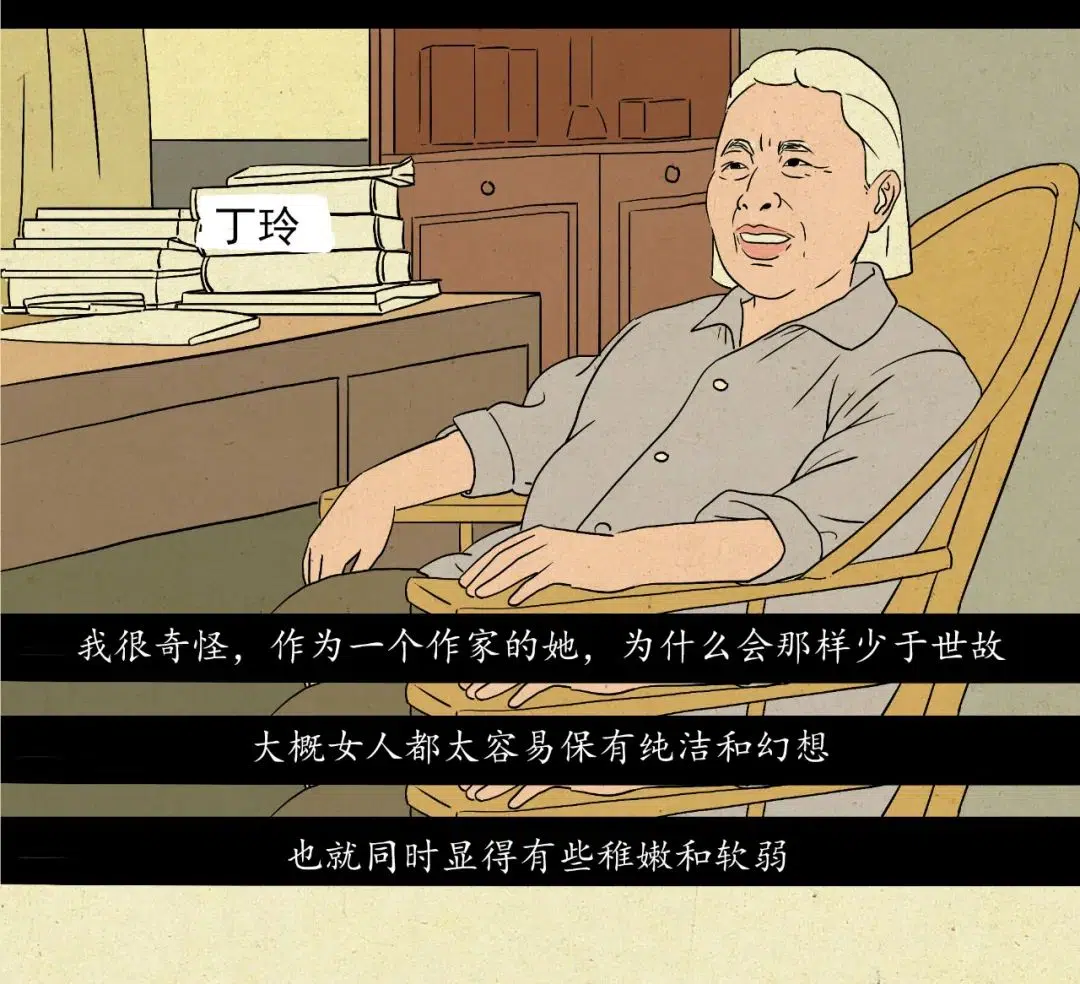 丁玲
我很奇怪，作为一个作家的她，为什么会那样少于世故
大概女人都太容易保有纯洁和幻想
也就同时显得有些稚嫩和软弱